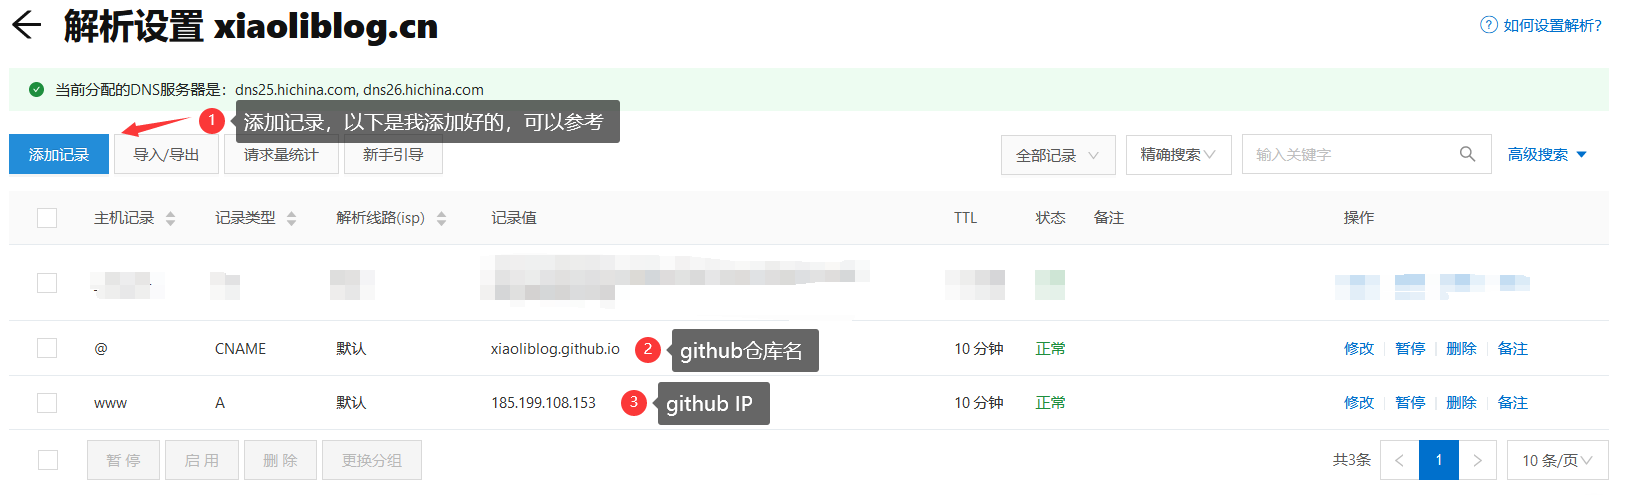 解析设置 xiaoliblog.cn
如何设置解析?
当前分配的DNS服务器是: dns25.hichina.com, dns26.hichina.com
1 添加记录，以下是我添加好的，可以参考
添加记录 导入/导出 请求量统计 新手引导 全部记录 精确搜索 输入关键字 高级搜索
主机记录 记录类型 解析线路(isp) 记录值 TTL 状态 备注 操作
@ CNAME 默认 xiaoliblog.github.io 2 github仓库名 10 分钟 正常 修改 暂停 删除 备注
www A 默认 185.199.108.153 3 github IP 10 分钟 正常 修改 暂停 删除 备注
暂停 启用 删除 更换分组 共3条 1 10 条/页